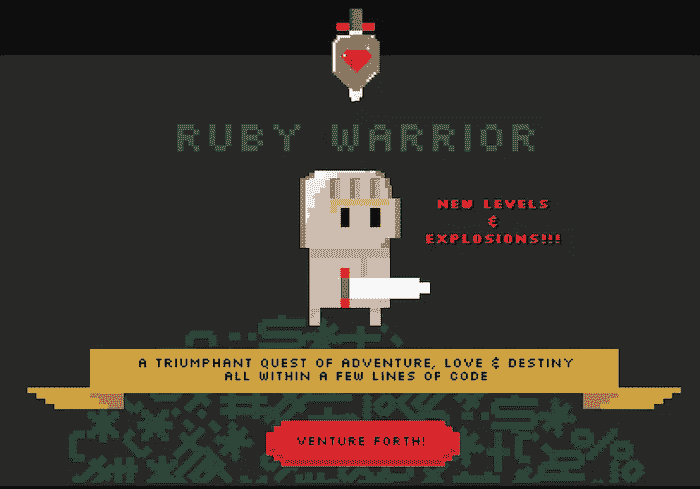 RUBY WARRIOR
NEW LEVELS
&
EXPLOSIONS!!!
A TRIUMPHANT QUEST OF ADVENTURE, LOVE & DESTINY
ALL WITHIN A FEW LINES OF CODE
VENTURE FORTH!